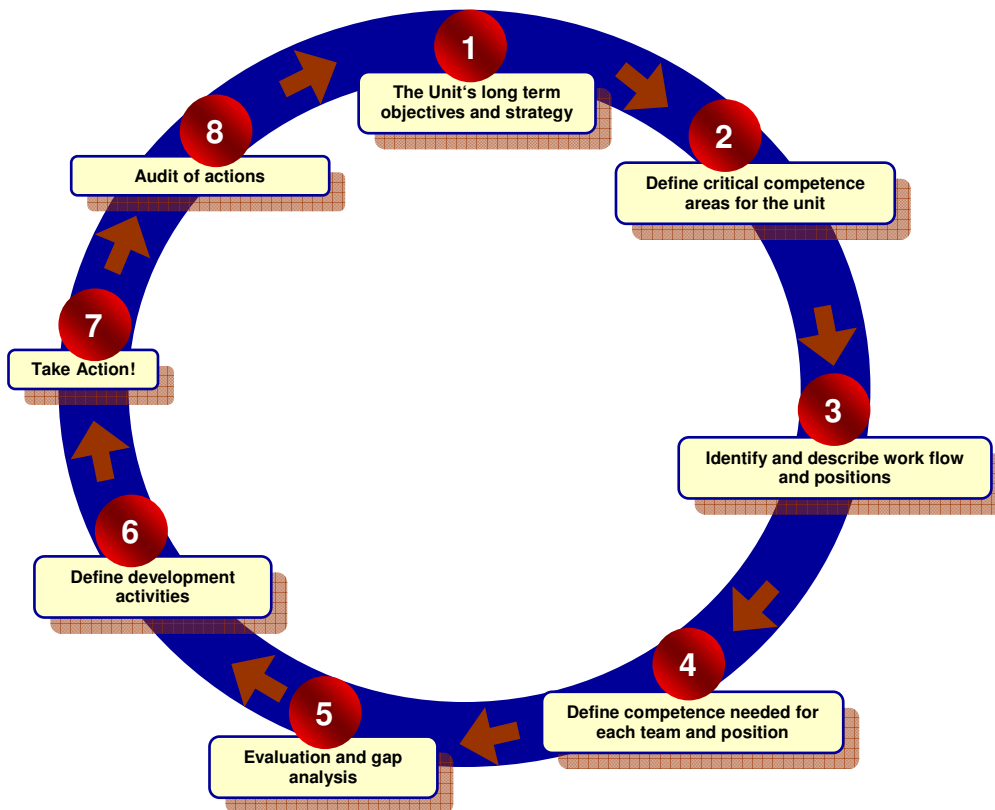 1
The Unit‘s long term
objectives and strategy
2
Define critical competence
areas for the unit
3
Identify and describe work flow
and positions
4
Define competence needed for
each team and position
5
Evaluation and gap
analysis
6
Define development
activities
7
Take Action!
8
Audit of actions